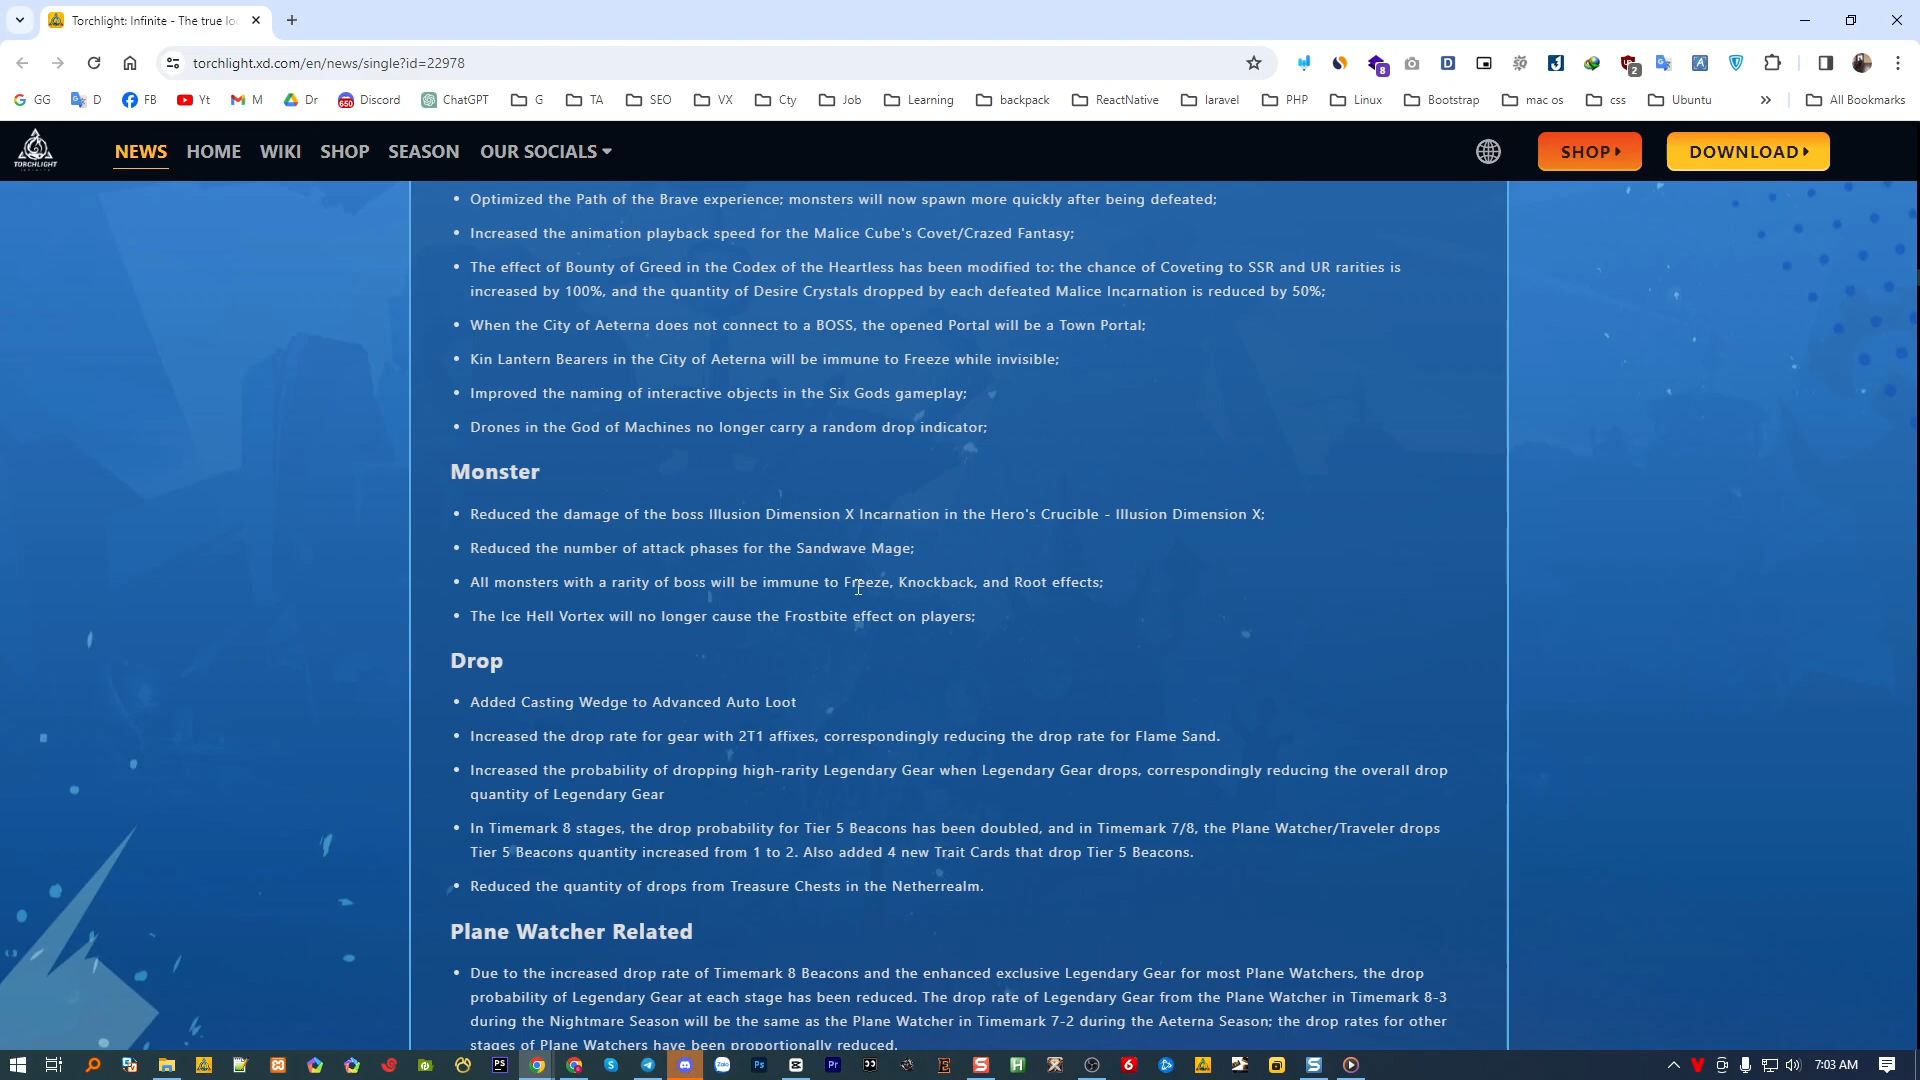 Torchlight: Infinite - The true lo
torchlight.xd.com/en/news/single?id=22978
8
2
GG
D
FB
Yt
M
Dr
650
Discord
ChatGPT
G
TA
SEO
VX
Cty
Job
Learning
backpack
ReactNative
laravel
PHP
Linux
Bootstrap
mac os
css
Ubuntu
All Bookmarks
TORCHLIGHT
NEWS
HOME
WIKI
SHOP
SEASON
OUR SOCIALS
SHOP
DOWNLOAD
• Optimized the Path of the Brave experience; monsters will now spawn more quickly after being defeated;
• Increased the animation playback speed for the Malice Cube's Covet/Crazed Fantasy;
• The effect of Bounty of Greed in the Codex of the Heartless has been modified to: the chance of Coveting to SSR and UR rarities is
increased by 100%, and the quantity of Desire Crystals dropped by each defeated Malice Incarnation is reduced by 50%;
• When the City of Aeterna does not connect to a BOSS, the opened Portal will be a Town Portal;
• Kin Lantern Bearers in the City of Aeterna will be immune to Freeze while invisible;
• Improved the naming of interactive objects in the Six Gods gameplay;
• Drones in the God of Machines no longer carry a random drop indicator;
Monster
• Reduced the damage of the boss Illusion Dimension X Incarnation in the Hero's Crucible - Illusion Dimension X;
• Reduced the number of attack phases for the Sandwave Mage;
• All monsters with a rarity of boss will be immune to Freeze, Knockback, and Root effects;
• The Ice Hell Vortex will no longer cause the Frostbite effect on players;
Drop
• Added Casting Wedge to Advanced Auto Loot
• Increased the drop rate for gear with 2T1 affixes, correspondingly reducing the drop rate for Flame Sand.
• Increased the probability of dropping high-rarity Legendary Gear when Legendary Gear drops, correspondingly reducing the overall drop
quantity of Legendary Gear
• In Timemark 8 stages, the drop probability for Tier 5 Beacons has been doubled, and in Timemark 7/8, the Plane Watcher/Traveler drops
Tier 5 Beacons quantity increased from 1 to 2. Also added 4 new Trait Cards that drop Tier 5 Beacons.
• Reduced the quantity of drops from Treasure Chests in the Netherrealm.
Plane Watcher Related
• Due to the increased drop rate of Timemark 8 Beacons and the enhanced exclusive Legendary Gear for most Plane Watchers, the drop
probability of Legendary Gear at each stage has been reduced. The drop rate of Legendary Gear from the Plane Watcher in Timemark 8-3
during the Nightmare Season will be the same as the Plane Watcher in Timemark 7-2 during the Aeterna Season; the drop rates for other
stages of Plane Watchers have been proportionally reduced.
7:03 AM